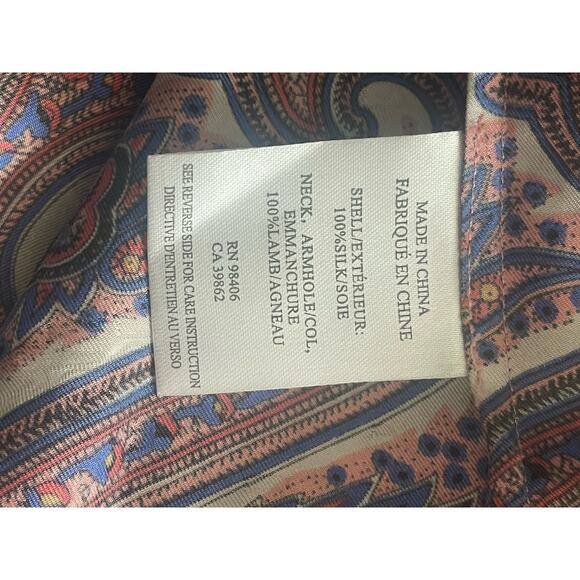 MADE IN CHINA
FABRIQUÉ EN CHINE
SHELL/EXTÉRIEUR:
100%SILK/SOIE
NECK, ARMHOLE/COL,
EMMANCHURE
100%LAMB/AGNEAU
RN 98406
CA 39862
SEE REVERSE SIDE FOR CARE INSTRUCTION
DIRECTIVE D'ENTRETIEN AU VERSO